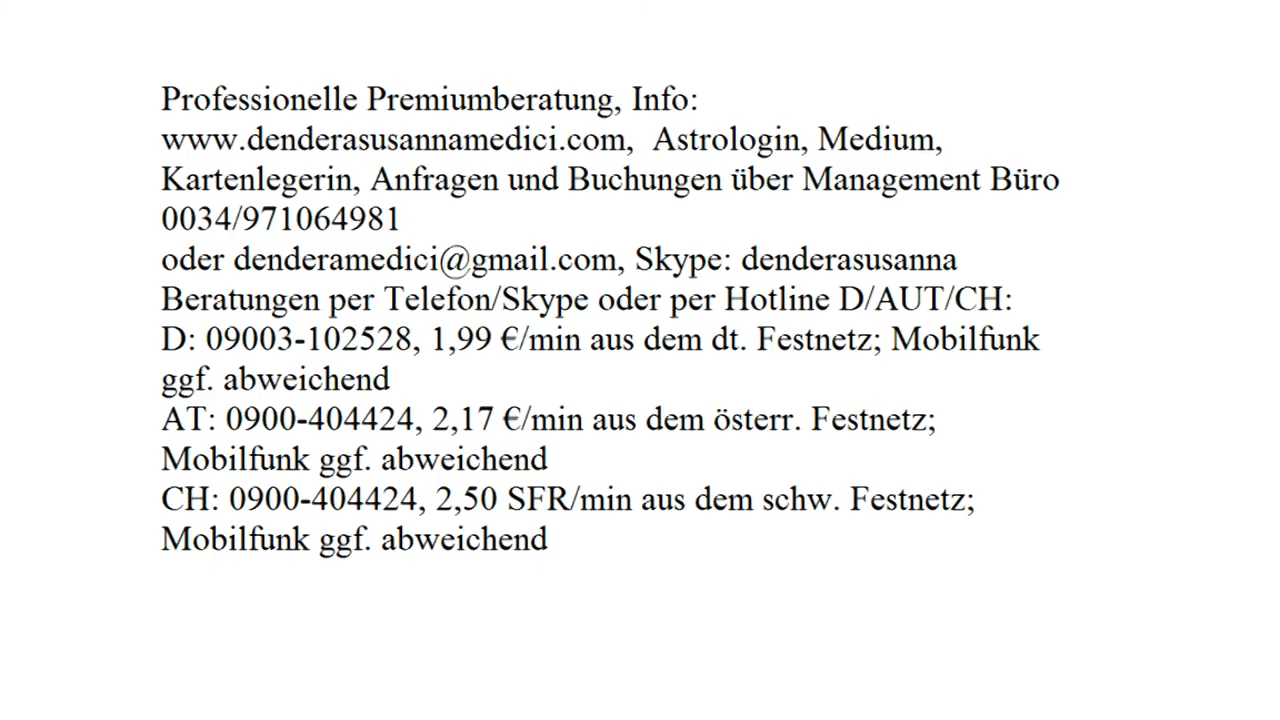 Professionelle Premiumberatung, Info:
www.denderasusannamedici.com,  Astrologin, Medium,
Kartenlegerin, Anfragen und Buchungen über Management Büro
0034/971064981
oder denderamedici@gmail.com, Skype: denderasusanna
Beratungen per Telefon/Skype oder per Hotline D/AUT/CH:
D: 09003-102528, 1,99 €/min aus dem dt. Festnetz; Mobilfunk
ggf. abweichend
AT: 0900-404424, 2,17 €/min aus dem österr. Festnetz;
Mobilfunk ggf. abweichend
CH: 0900-404424, 2,50 SFR/min aus dem schw. Festnetz;
Mobilfunk ggf. abweichend